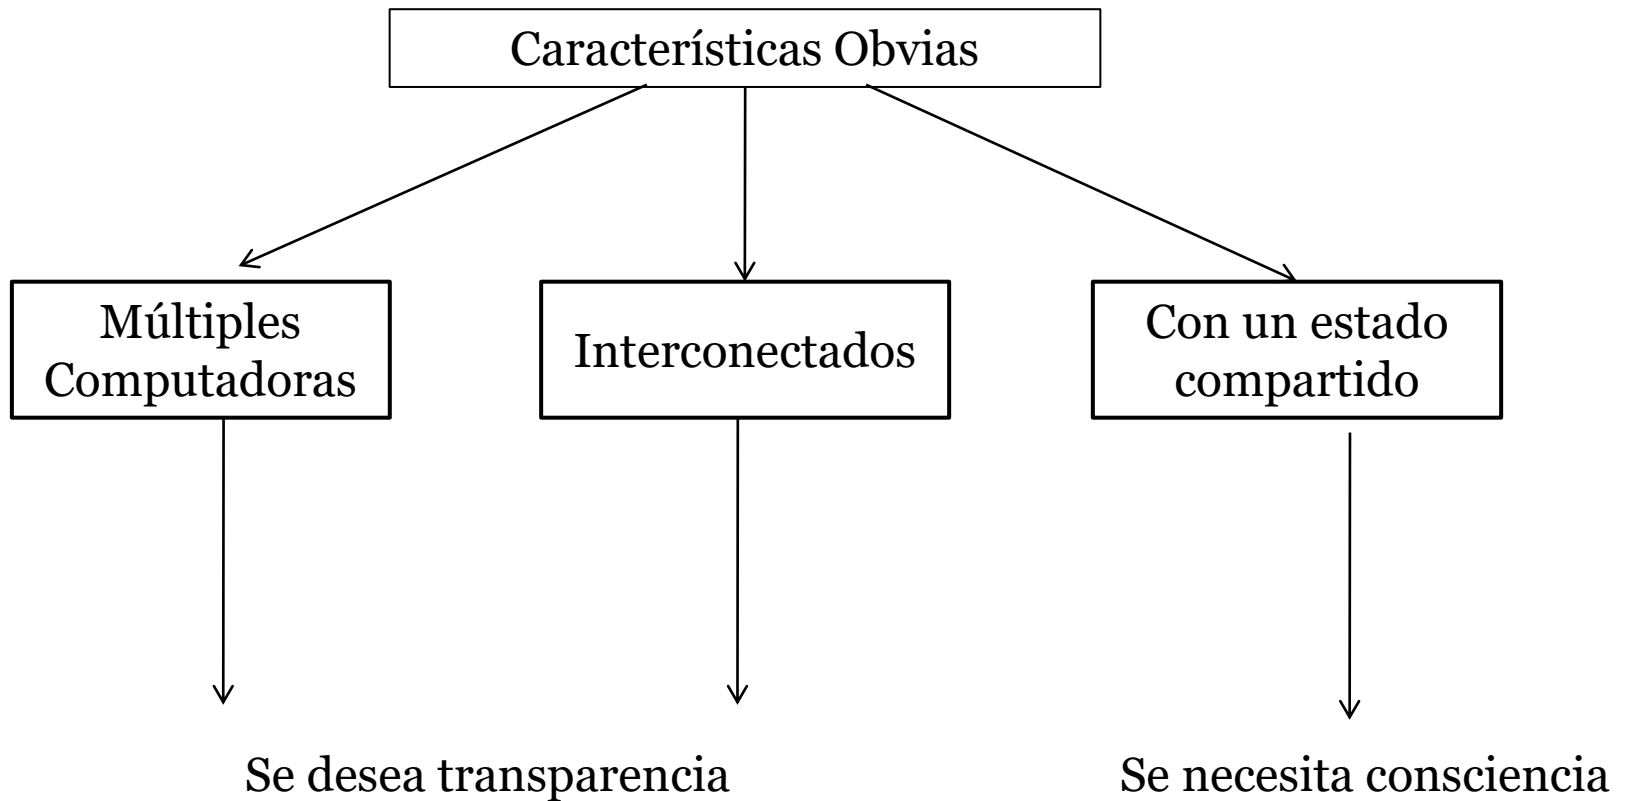 Características Obvias
Múltiples
Computadoras
Interconectados
Con un estado
compartido
Se desea transparencia
Se necesita consciencia